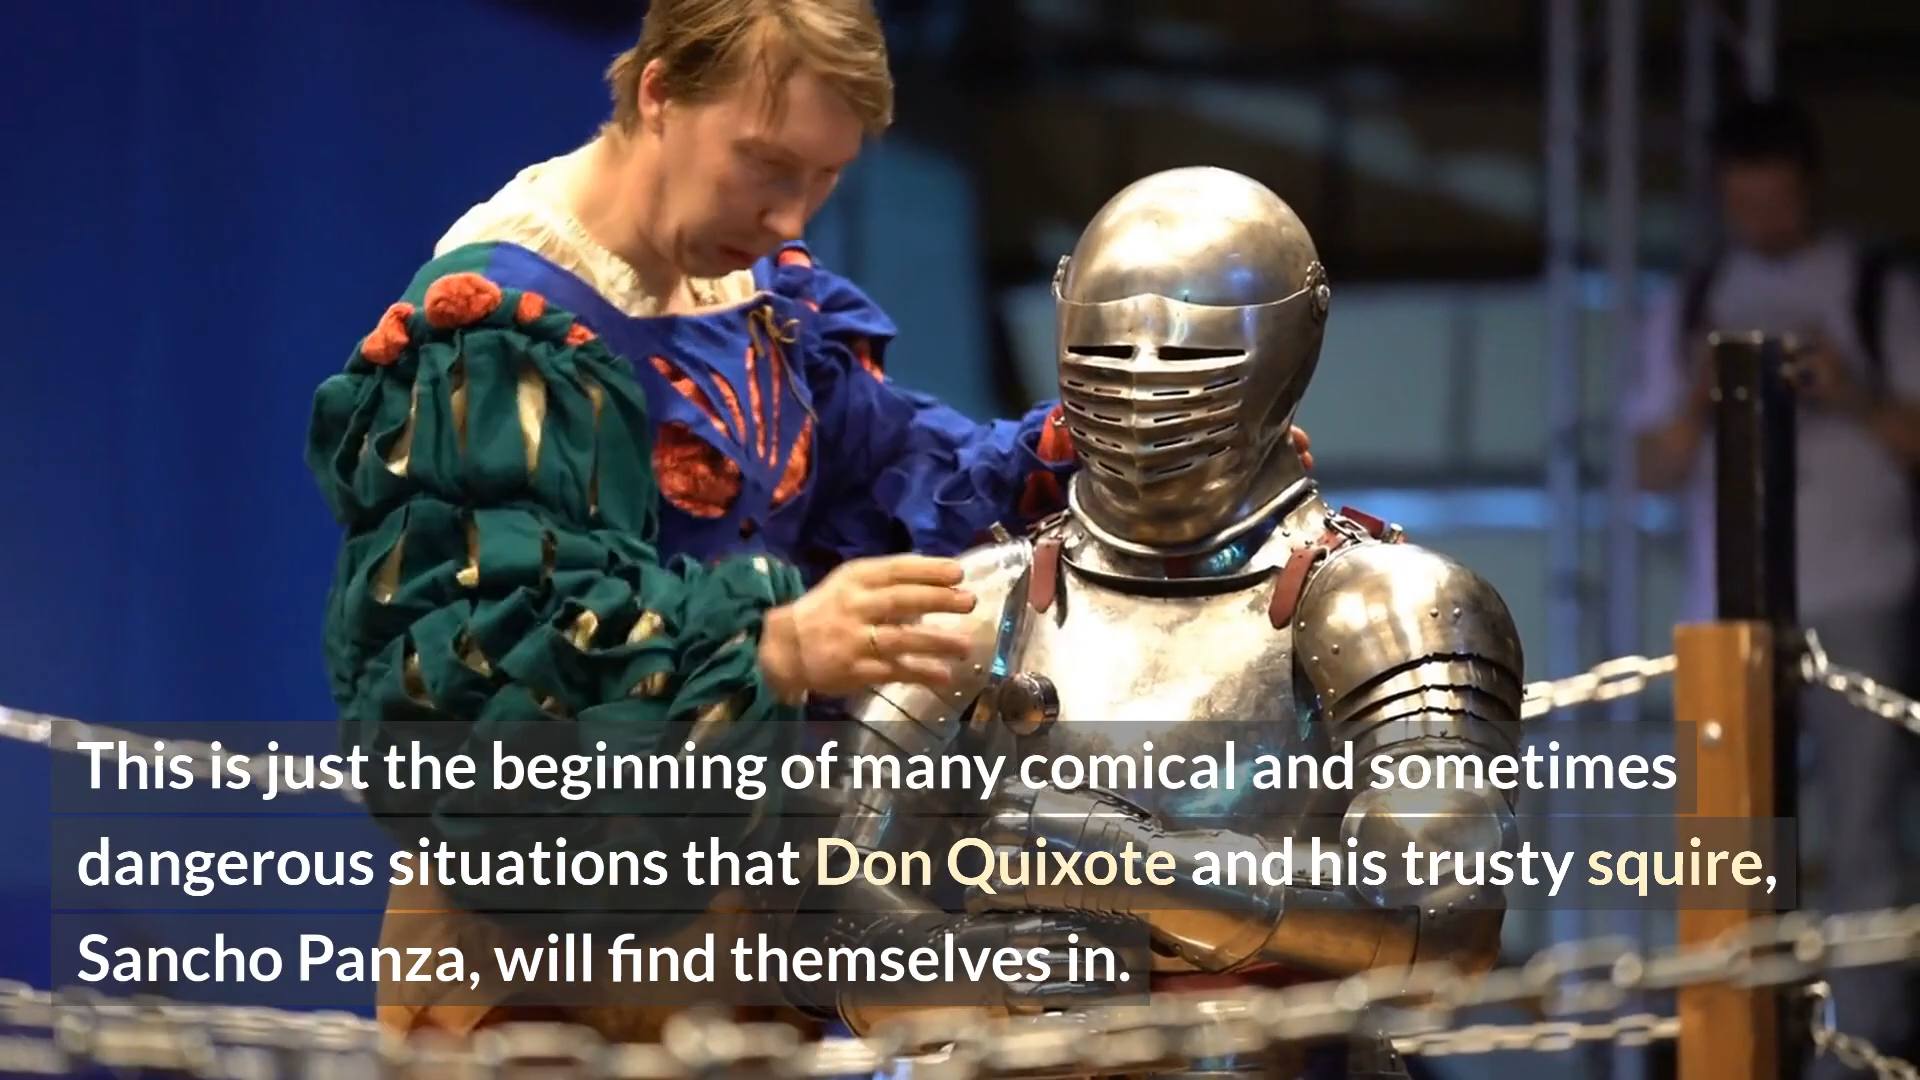 This is just the beginning of many comical and sometimes
dangerous situations that Don Quixote and his trusty squire,
Sancho Panza, will find themselves in.